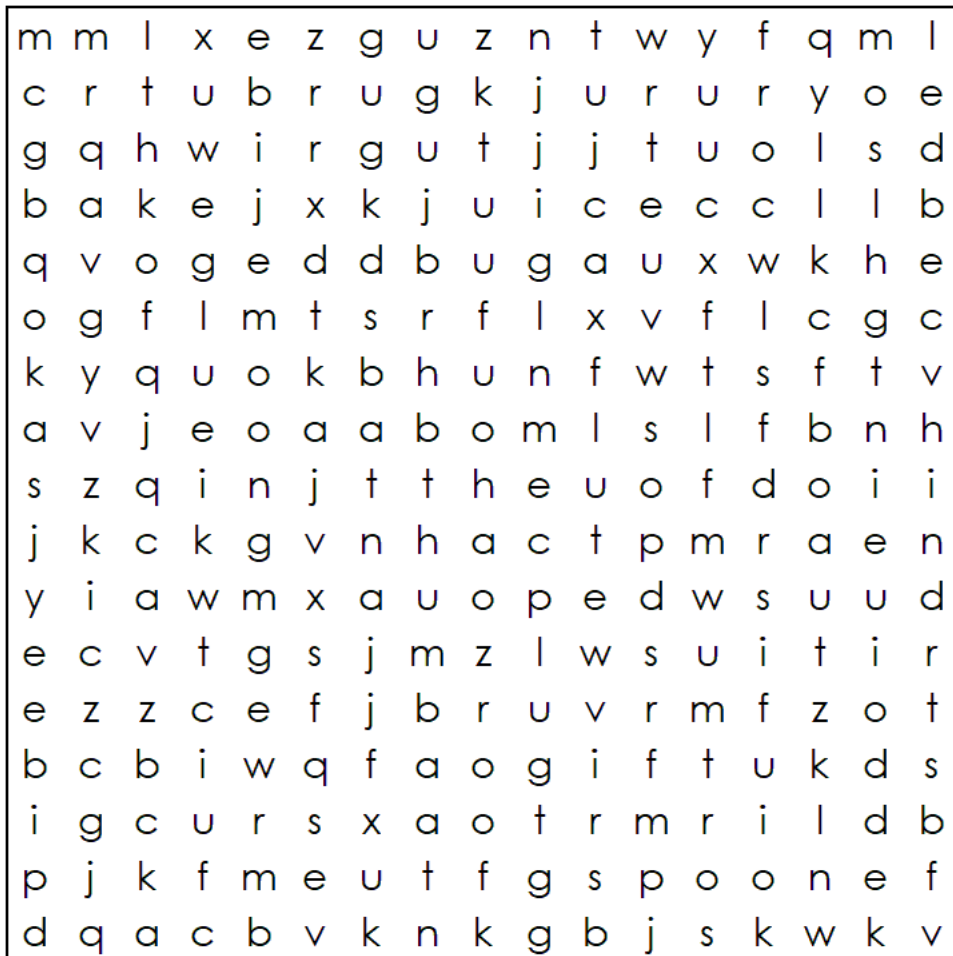 m m l x e z g u z n t w y f q m l
c r t u b r u g k j u r u r y o e
g q h w i r g u t j j t u o l s d
b a k e j x k j u i c e c c l l b
q v o g e d d b u g a u x w k h e
o g f l m t s r f l x v f l c g c
k y q u o k b h u n f w t s f t v
a v j e o a a b o m l s l f b n h
s z q i n j t t h e u o f d o i i
j k c k g v n h a c t p m r a e n
y i a w m x a u o p e d w s u u d
e c v t g s j m z l w s u i t i r
e z z c e f j b r u v r m f z o t
b c b i w q f a o g i f t u k d s
i g c u r s x a o t r m r i l d b
p j k f m e u t f g s p o o n e f
d q a c b v k n k g b j s k w k v